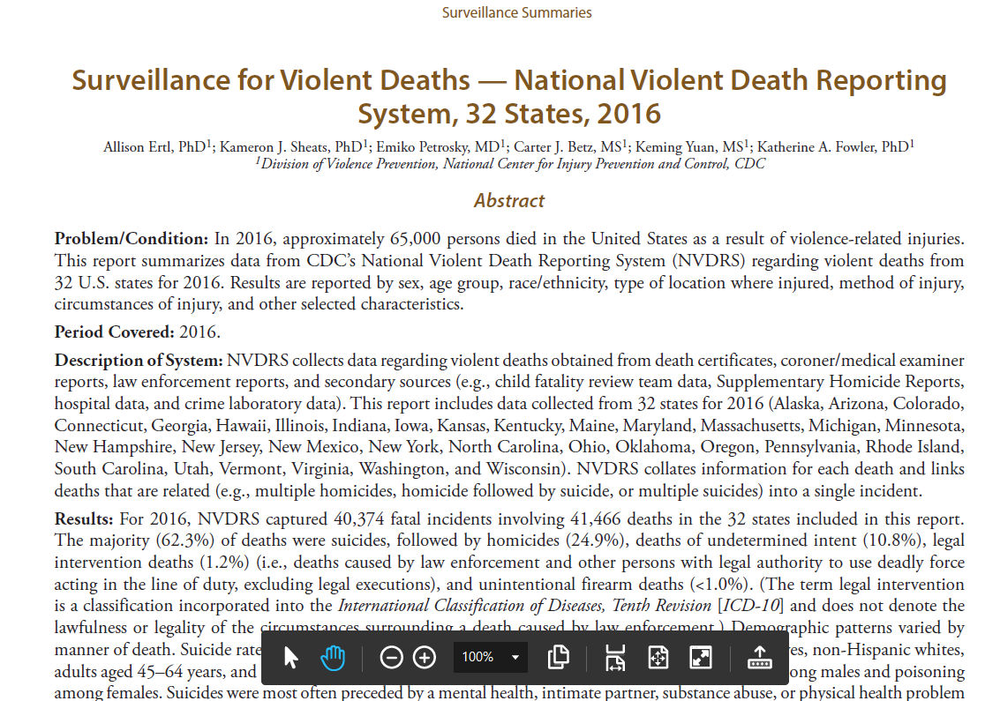 Surveillance Summaries
Surveillance for Violent Deaths — National Violent Death Reporting
System, 32 States, 2016
Allison Ertl, PhD1; Kameron J. Sheats, PhD1; Emiko Petrosky, MD1; Carter J. Betz, MS1; Keming Yuan, MS1; Katherine A. Fowler, PhD1
1Division of Violence Prevention, National Center for Injury Prevention and Control, CDC
Abstract
Problem/Condition: In 2016, approximately 65,000 persons died in the United States as a result of violence-related injuries.
This report summarizes data from CDC’s National Violent Death Reporting System (NVDRS) regarding violent deaths from
32 U.S. states for 2016. Results are reported by sex, age group, race/ethnicity, type of location where injured, method of injury,
circumstances of injury, and other selected characteristics.
Period Covered: 2016.
Description of System: NVDRS collects data regarding violent deaths obtained from death certificates, coroner/medical examiner
reports, law enforcement reports, and secondary sources (e.g., child fatality review team data, Supplementary Homicide Reports,
hospital data, and crime laboratory data). This report includes data collected from 32 states for 2016 (Alaska, Arizona, Colorado,
Connecticut, Georgia, Hawaii, Illinois, Indiana, Iowa, Kansas, Kentucky, Maine, Maryland, Massachusetts, Michigan, Minnesota,
New Hampshire, New Jersey, New Mexico, New York, North Carolina, Ohio, Oklahoma, Oregon, Pennsylvania, Rhode Island,
South Carolina, Utah, Vermont, Virginia, Washington, and Wisconsin). NVDRS collates information for each death and links
deaths that are related (e.g., multiple homicides, homicide followed by suicide, or multiple suicides) into a single incident.
Results: For 2016, NVDRS captured 40,374 fatal incidents involving 41,466 deaths in the 32 states included in this report.
The majority (62.3%) of deaths were suicides, followed by homicides (24.9%), deaths of undetermined intent (10.8%), legal
intervention deaths (1.2%) (i.e., deaths caused by law enforcement and other persons with legal authority to use deadly force
acting in the line of duty, excluding legal executions), and unintentional firearm deaths (<1.0%). (The term legal intervention
is a classification incorporated into the International Classification of Diseases, Tenth Revision [ICD-10] and does not denote the
lawfulness or legality of the circumstances surrounding a death caused by law enforcement.) Demographic patterns varied by
manner of death. Suicide rate non-Hispanic whites,
100%
adults aged 45–64 years, and males and poisoning
among females. Suicides were most often preceded by a mental health, intimate partner, substance abuse, or physical health problem